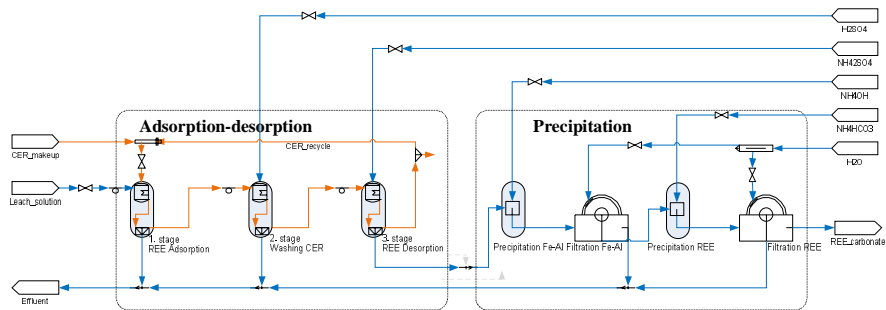 H2SO4
NH42SO4
NH4OH
NH4HCO3
H2O
Adsorption-desorption
Precipitation
CER_makeup
CER_recycle
Leach_solution
1. stage
REE Adsorption
2. stage
Washing CER
3. stage
REE Desorption
Precipitation Fe-Al
Filtration Fe-Al
Precipitation REE
Filtration REE
REE_carbonate
Effluent